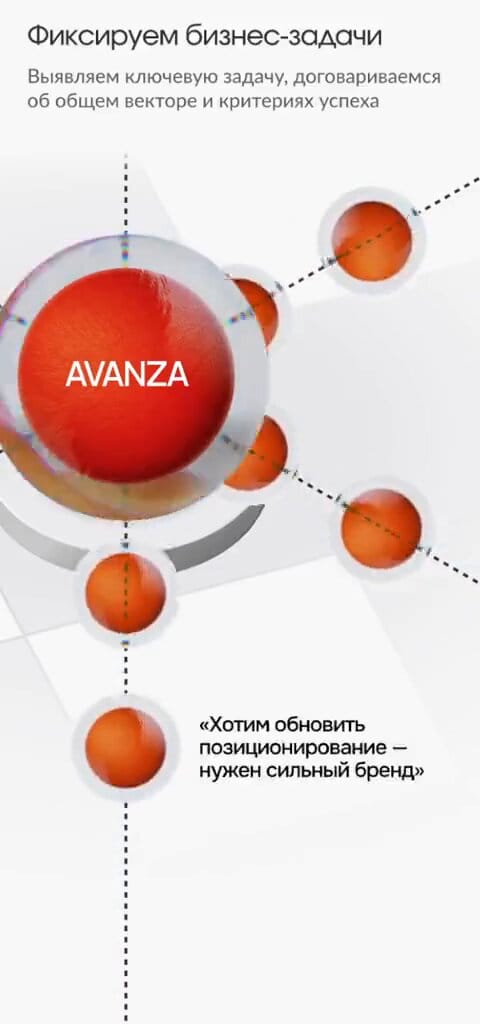 Фиксируем бизнес-задачи
Выявляем ключевую задачу, договариваемся
об общем векторе и критериях успеха
AVANZA
«Хотим обновить
позиционирование —
нужен сильный бренд»